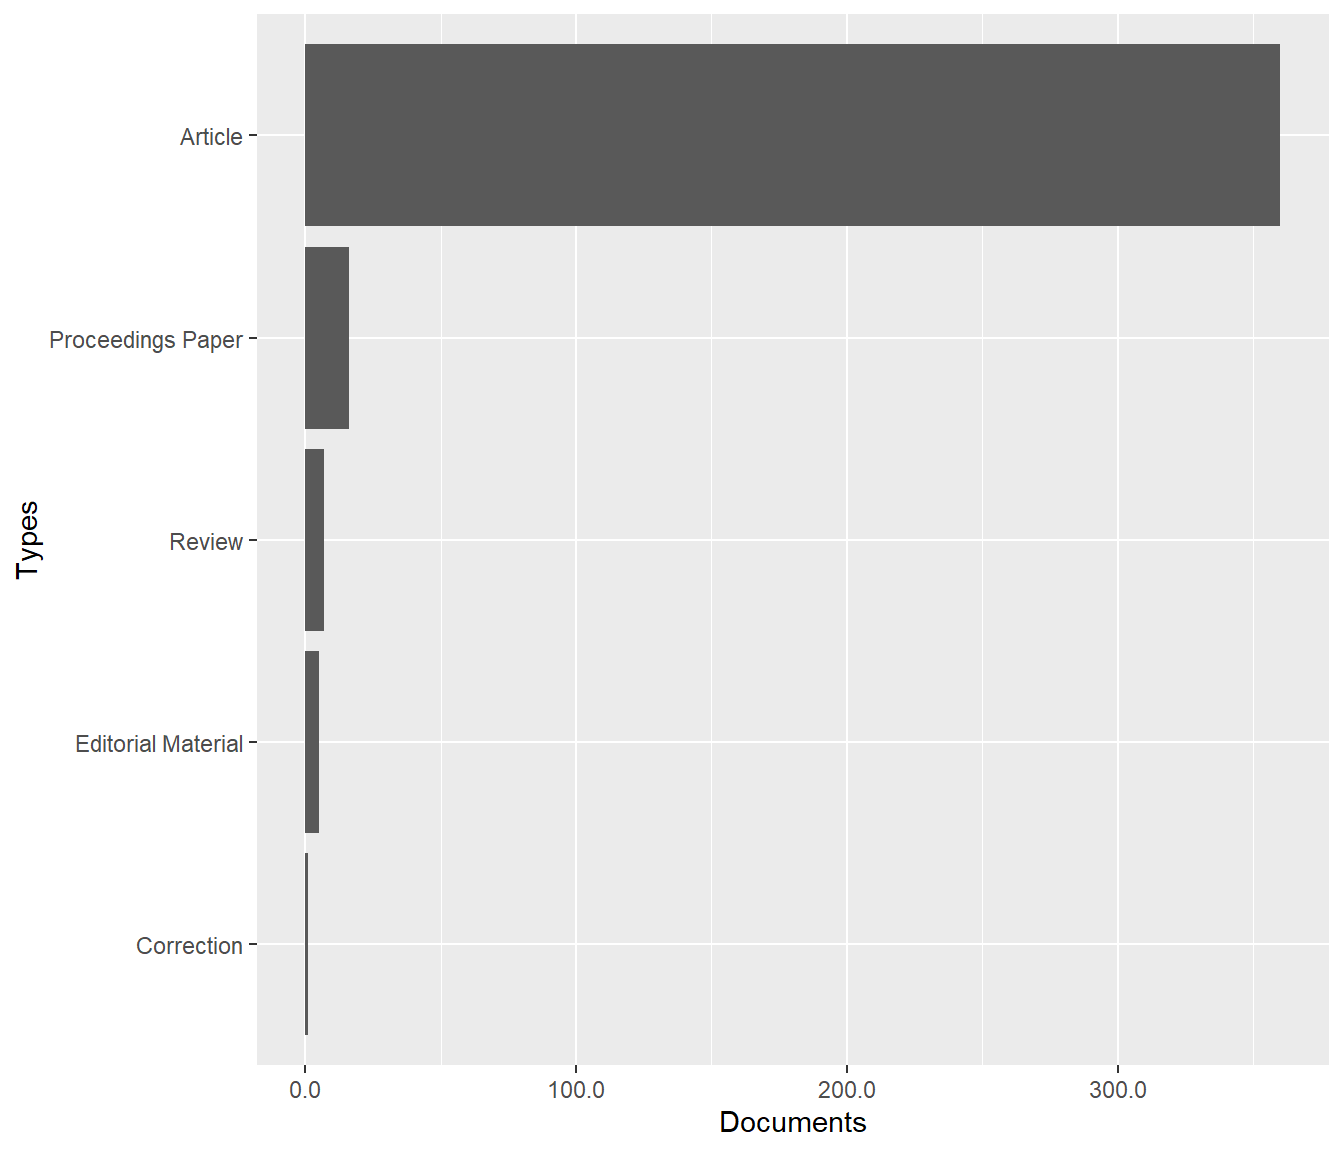 Article
Proceedings Paper
Review
Editorial Material
Correction
Types
0.0 100.0 200.0 300.0
Documents